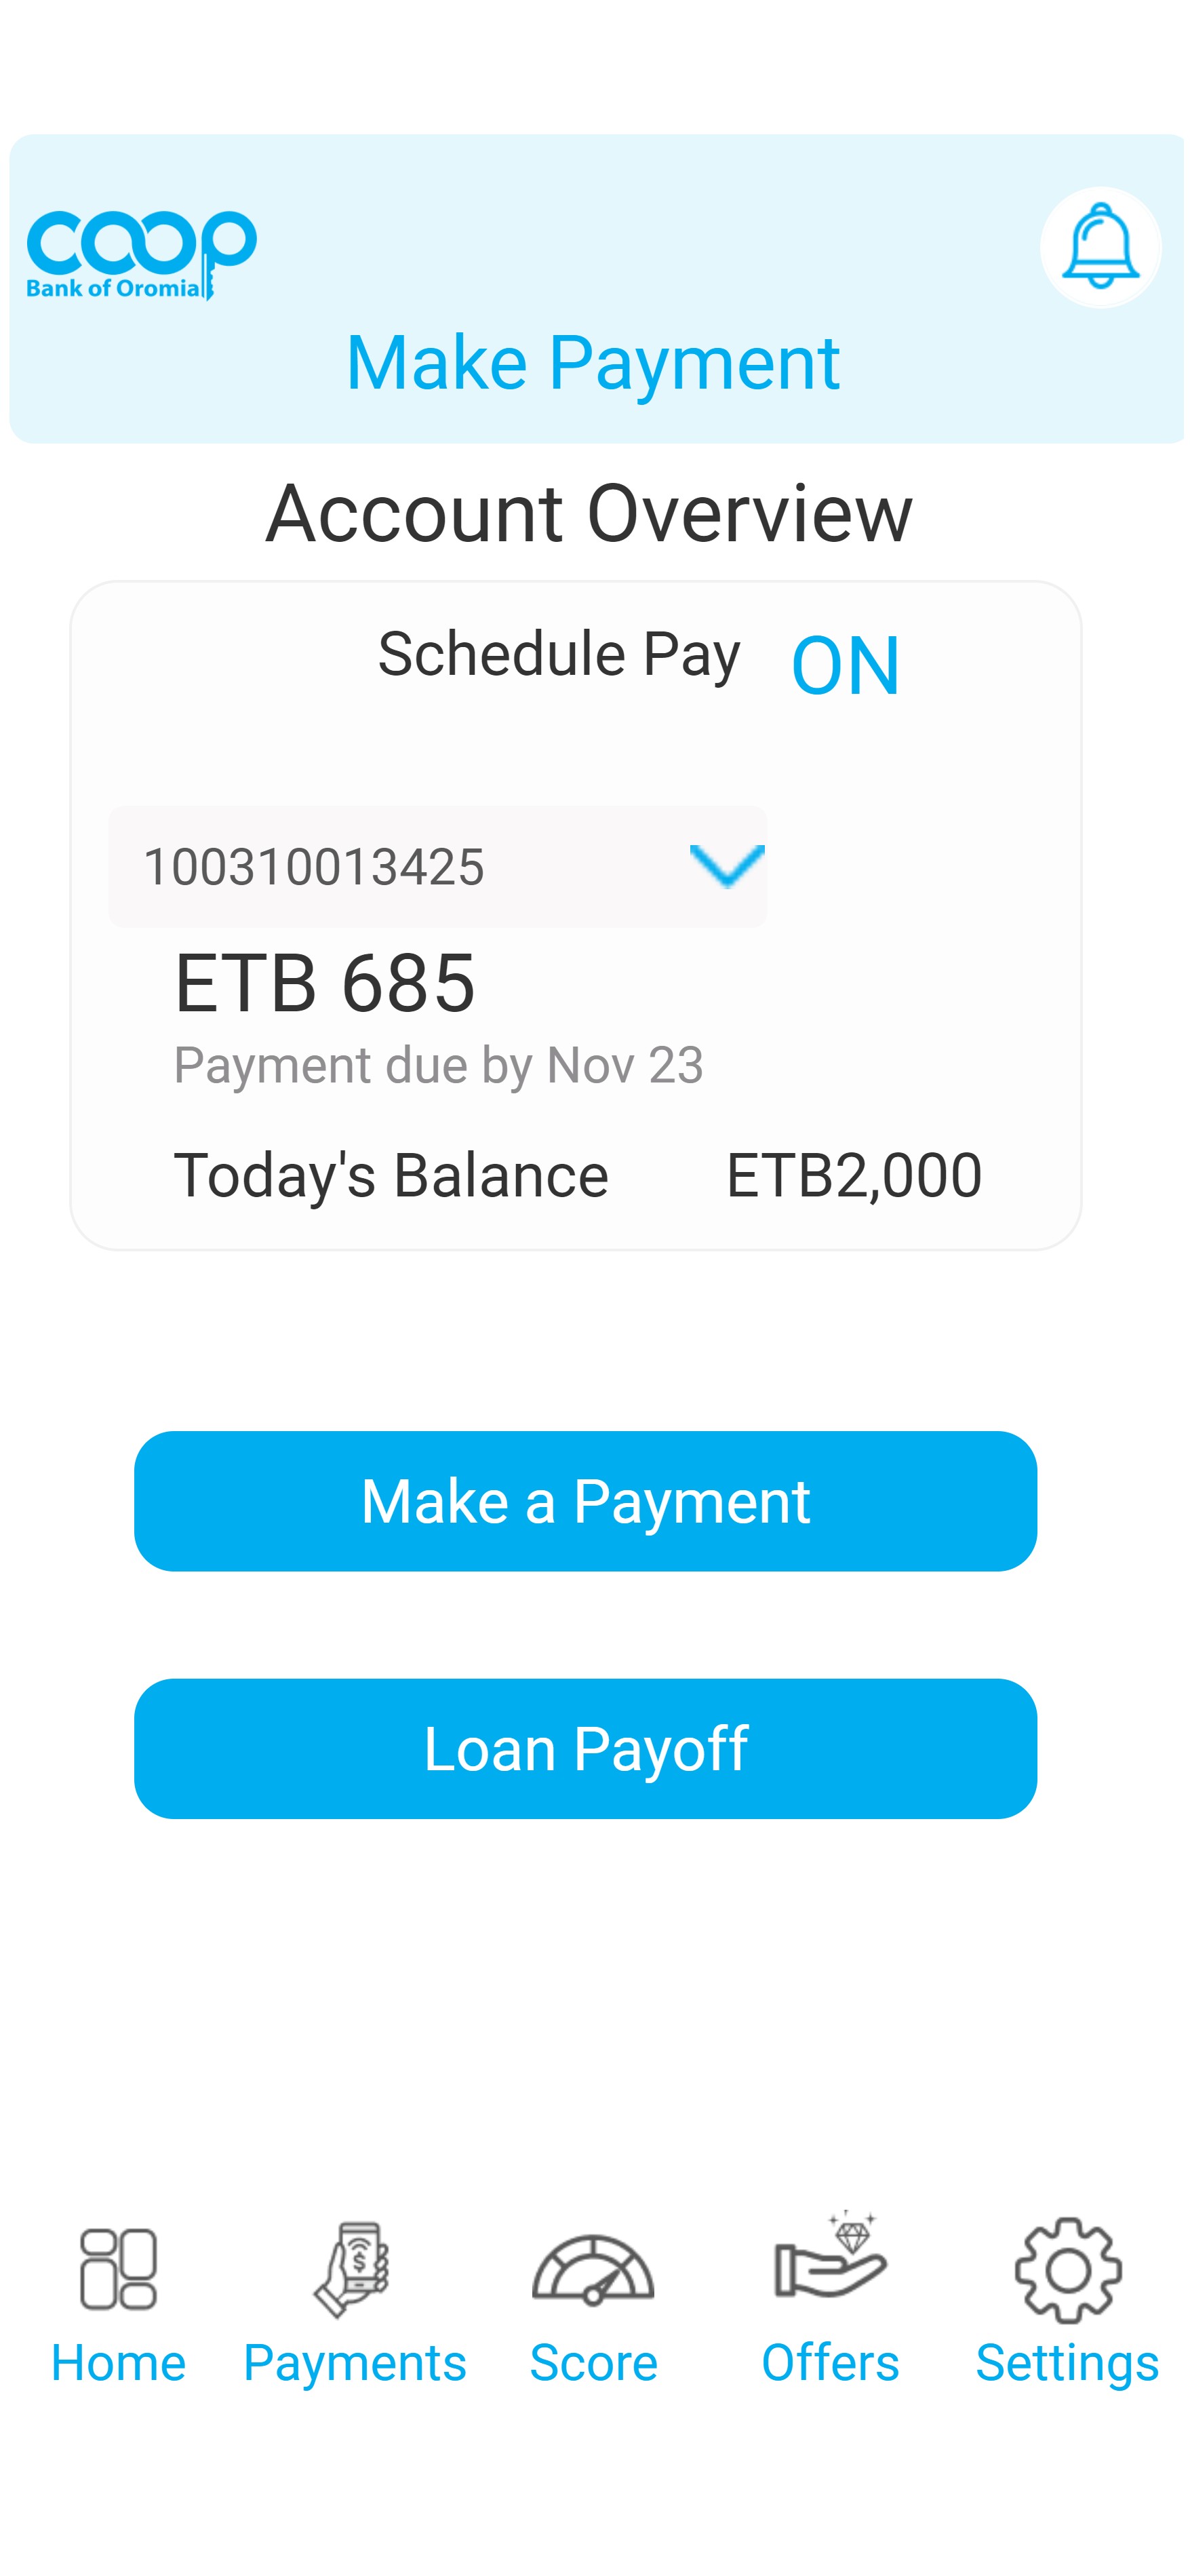 coop
Bank of Oromia
Make Payment
Account Overview
Schedule Pay ON
100310013425
ETB 685
Payment due by Nov 23
Today's Balance ETB2,000
Make a Payment
Loan Payoff
$
Home Payments Score Offers Settings